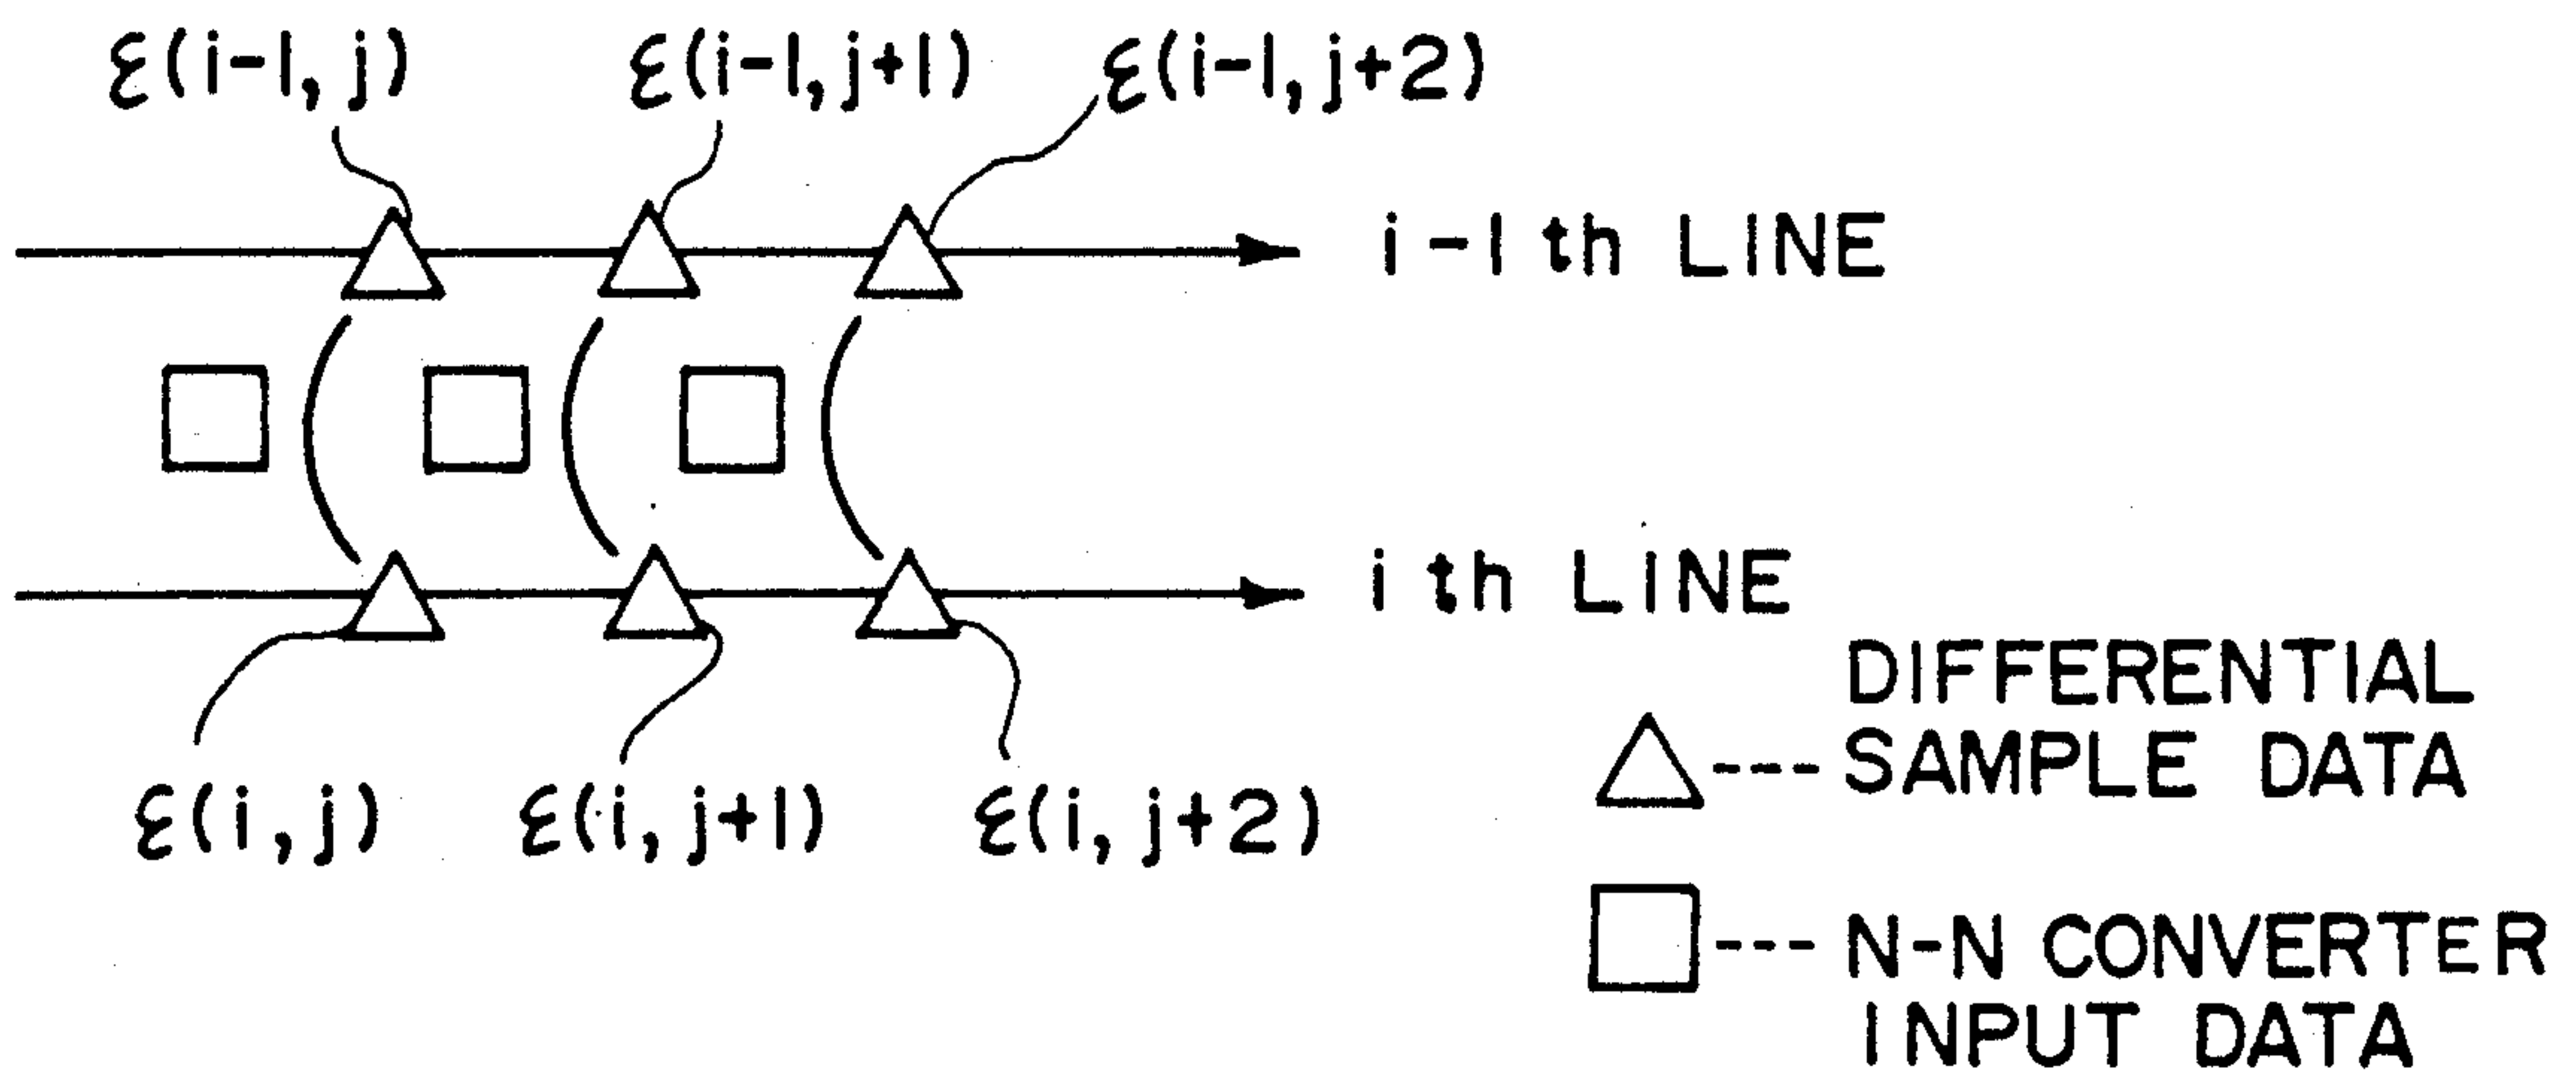 ε(i-1, j) ε(i-1, j+1) ε(i-1, j+2)
i-1 th LINE
i th LINE
ε(i, j) ε(i, j+1) ε(i, j+2)
DIFFERENTIAL
--- SAMPLE DATA
--- N-N CONVERTER
INPUT DATA